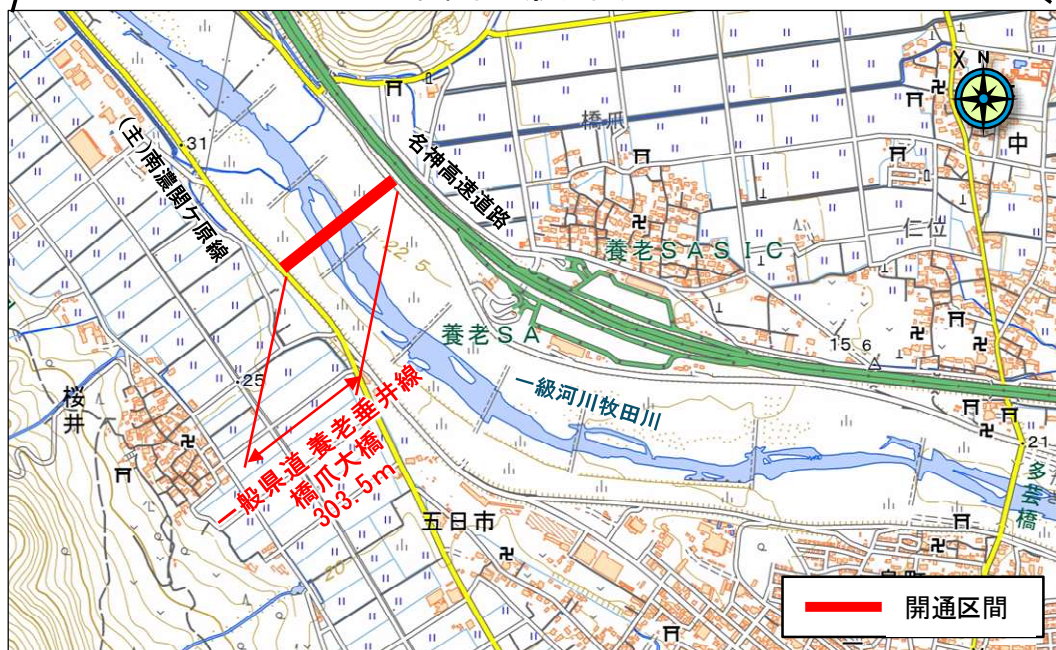 N
中
橋爪
31
(主)南濃関ケ原線
名神高速道路
仁位
養老SASIC
22.5
養老SA
15.6
25
桜井
一級河川牧田川
一般県道 養老垂井線
橋爪大橋
303.5m
21
多芸橋
五日市
20
開通区間